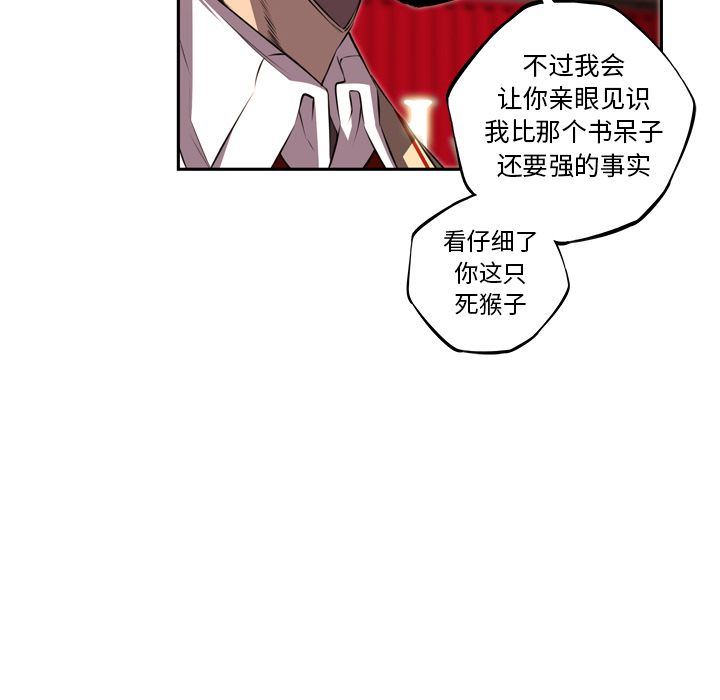 不过我会
让你亲眼见识
我比那个书呆子
还要强的事实
看仔细了
你这只
死猴子